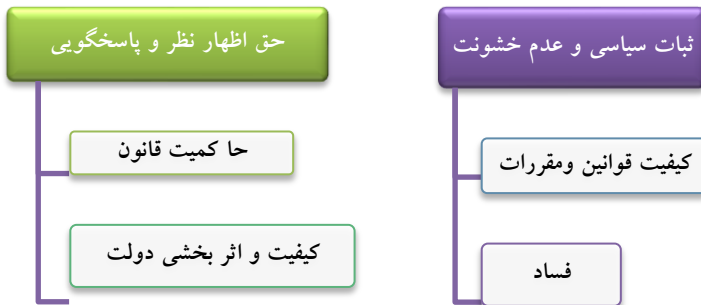 ثبات سیاسی و عدم خشونت
کیفیت قوانین ومقررات
فساد
حق اظهار نظر و پاسخگویی
حا کمیت قانون
کیفیت و اثر بخشی دولت